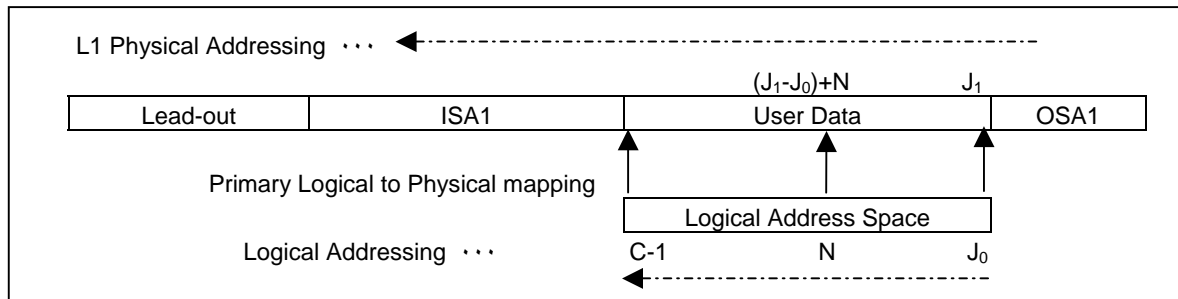 L1 Physical Addressing ···
(J₁-J₀)+N J₁
Lead-out ISA1 User Data OSA1
Primary Logical to Physical mapping
Logical Address Space
Logical Addressing ··· C-1 N J₀